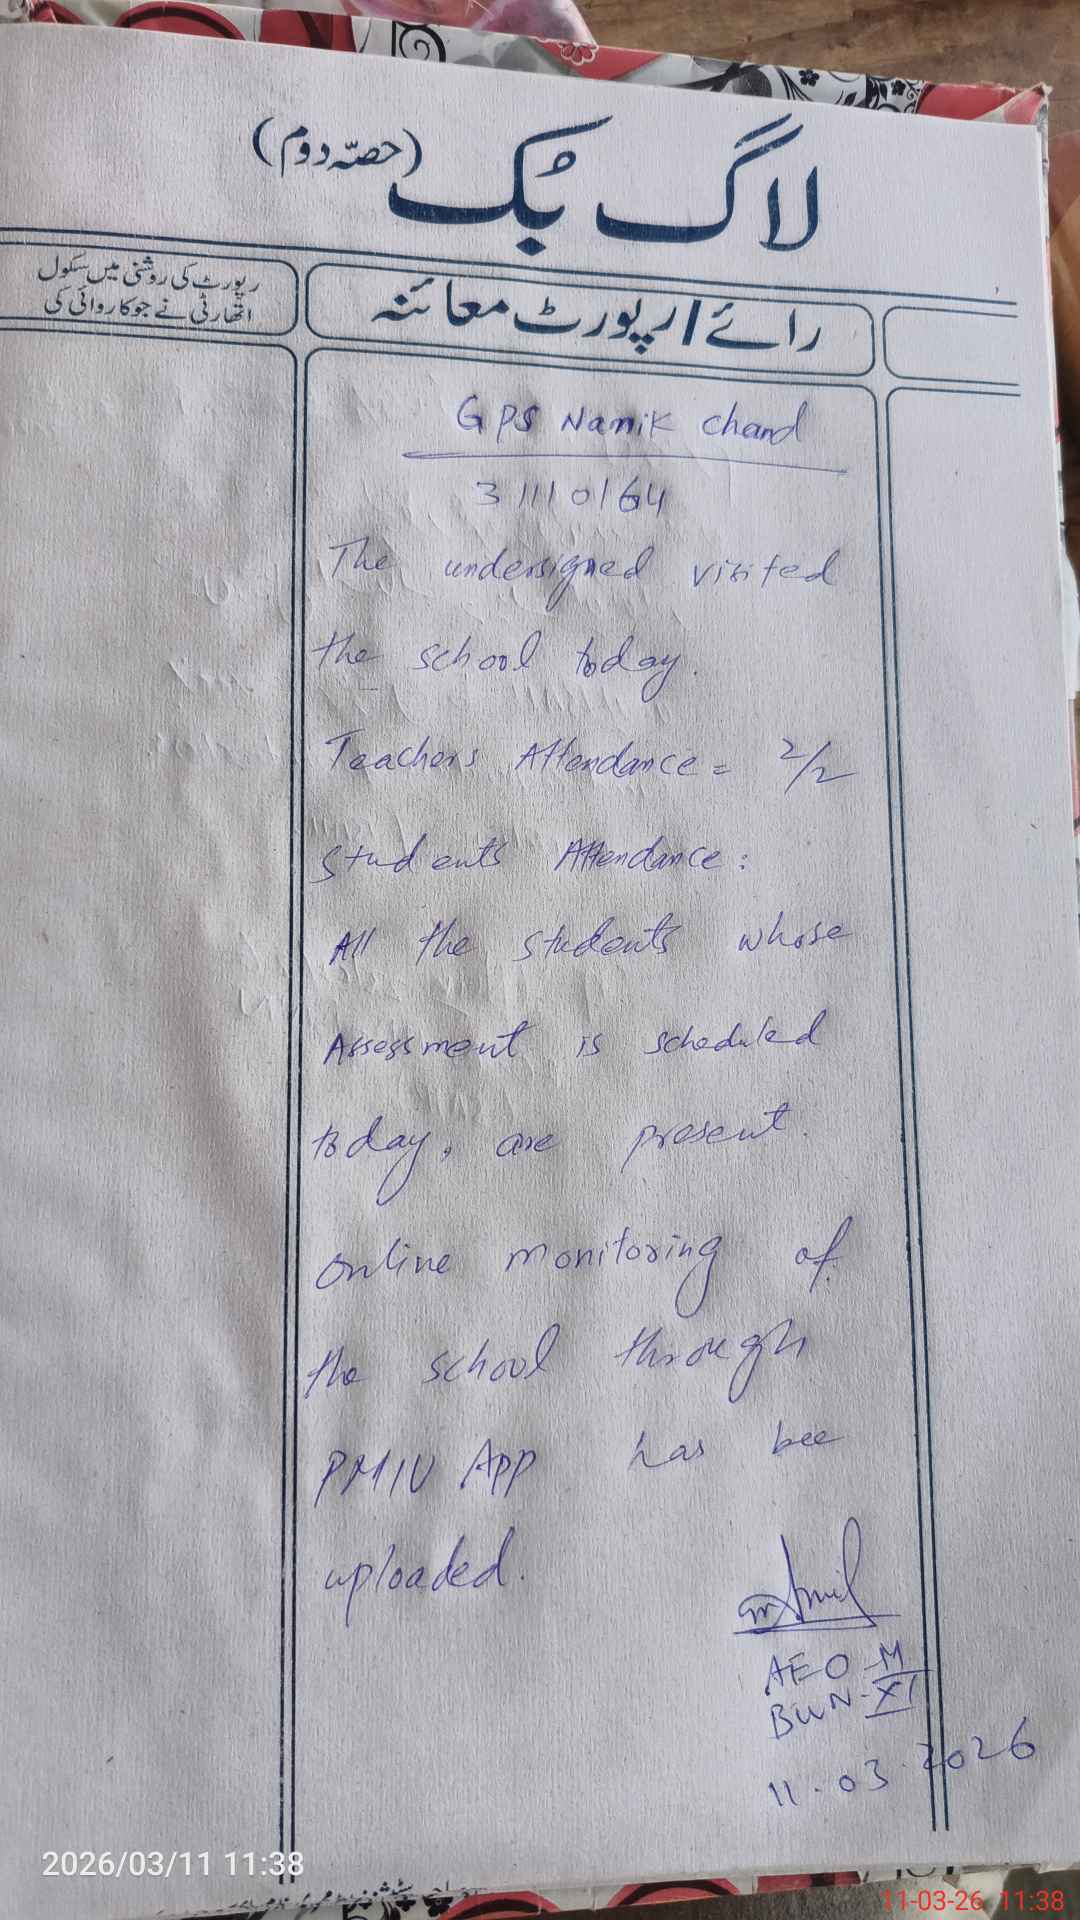 لاگ بک (حصّہ دوم)
رائے / رپورٹ معائنہ
رپورٹ کی روشنی میں سکول
اتھارٹی نے جو کاروائی کی
GPS Namik Chand
31110164
The undersigned visited
the school today.
Teachers Attendance = 2/2
Students Attendance:
All the students whose
Assessment is scheduled
today, are present.
Online monitoring of
the school through
PMIU App has bee
uploaded.
AEO-M
BWN-XI
11.03.2026
2026/03/11 11:38
11-03-26 11:38